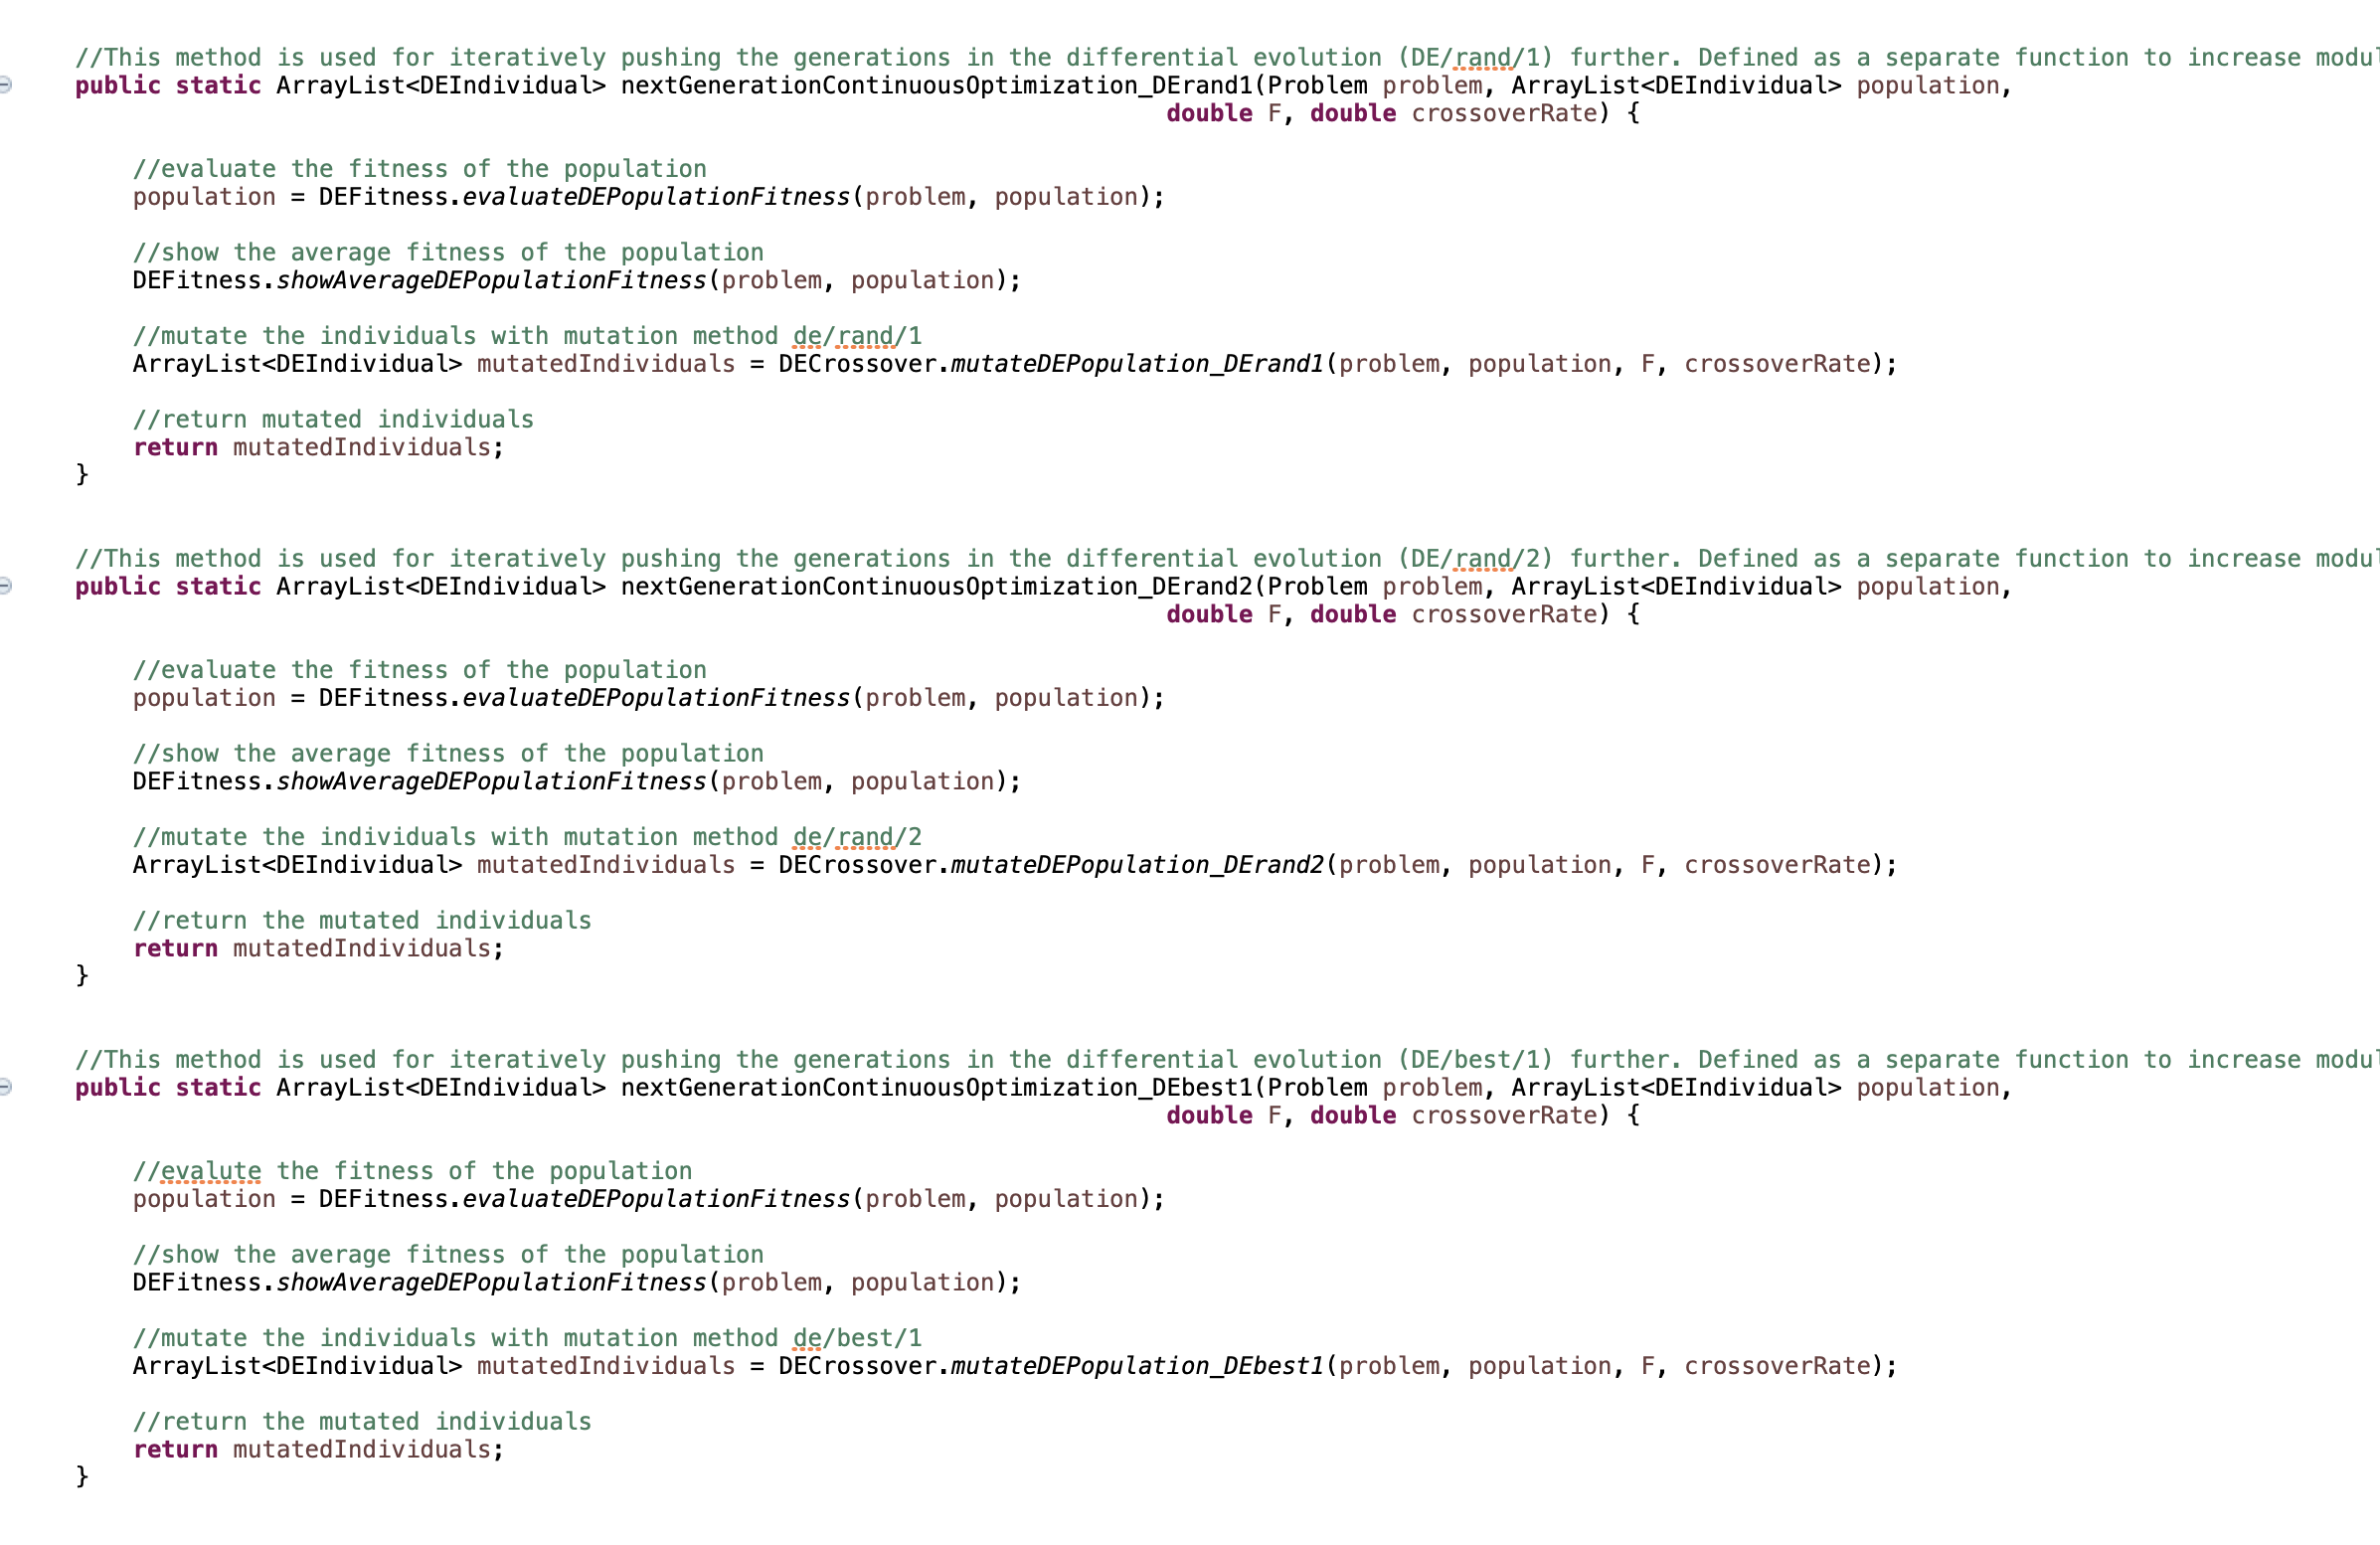 //This method is used for iteratively pushing the generations in the differential evolution (DE/rand/1) further. Defined as a separate function to increase
public static ArrayList<DEIndividual> nextGenerationContinuousOptimization_DErand1(Problem problem, ArrayList<DEIndividual> population,
double F, double crossoverRate) {
//evaluate the fitness of the population
population = DEFitness.evaluateDEPopulationFitness(problem, population);
//show the average fitness of the population
DEFitness.showAverageDEPopulationFitness(problem, population);
//mutate the individuals with mutation method de/rand/1
ArrayList<DEIndividual> mutatedIndividuals = DECrossover.mutateDEPopulation_DErand1(problem, population, F, crossoverRate);
//return mutated individuals
return mutatedIndividuals;
}
//This method is used for iteratively pushing the generations in the differential evolution (DE/rand/2) further. Defined as a separate function to increase
public static ArrayList<DEIndividual> nextGenerationContinuousOptimization_DErand2(Problem problem, ArrayList<DEIndividual> population,
double F, double crossoverRate) {
//evaluate the fitness of the population
population = DEFitness.evaluateDEPopulationFitness(problem, population);
//show the average fitness of the population
DEFitness.showAverageDEPopulationFitness(problem, population);
//mutate the individuals with mutation method de/rand/2
ArrayList<DEIndividual> mutatedIndividuals = DECrossover.mutateDEPopulation_DErand2(problem, population, F, crossoverRate);
//return the mutated individuals
return mutatedIndividuals;
}
//This method is used for iteratively pushing the generations in the differential evolution (DE/best/1) further. Defined as a separate function to increase
public static ArrayList<DEIndividual> nextGenerationContinuousOptimization_DEbest1(Problem problem, ArrayList<DEIndividual> population,
double F, double crossoverRate) {
//evalute the fitness of the population
population = DEFitness.evaluateDEPopulationFitness(problem, population);
//show the average fitness of the population
DEFitness.showAverageDEPopulationFitness(problem, population);
//mutate the individuals with mutation method de/best/1
ArrayList<DEIndividual> mutatedIndividuals = DECrossover.mutateDEPopulation_DEbest1(problem, population, F, crossoverRate);
//return the mutated individuals
return mutatedIndividuals;
}